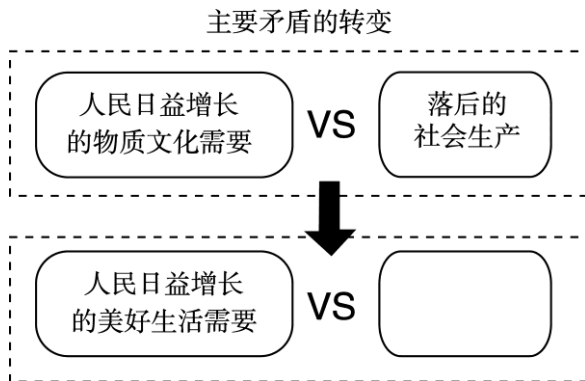 主要矛盾的转变
人民日益增长
的物质文化需要
VS
落后的
社会生产
人民日益增长
的美好生活需要
VS